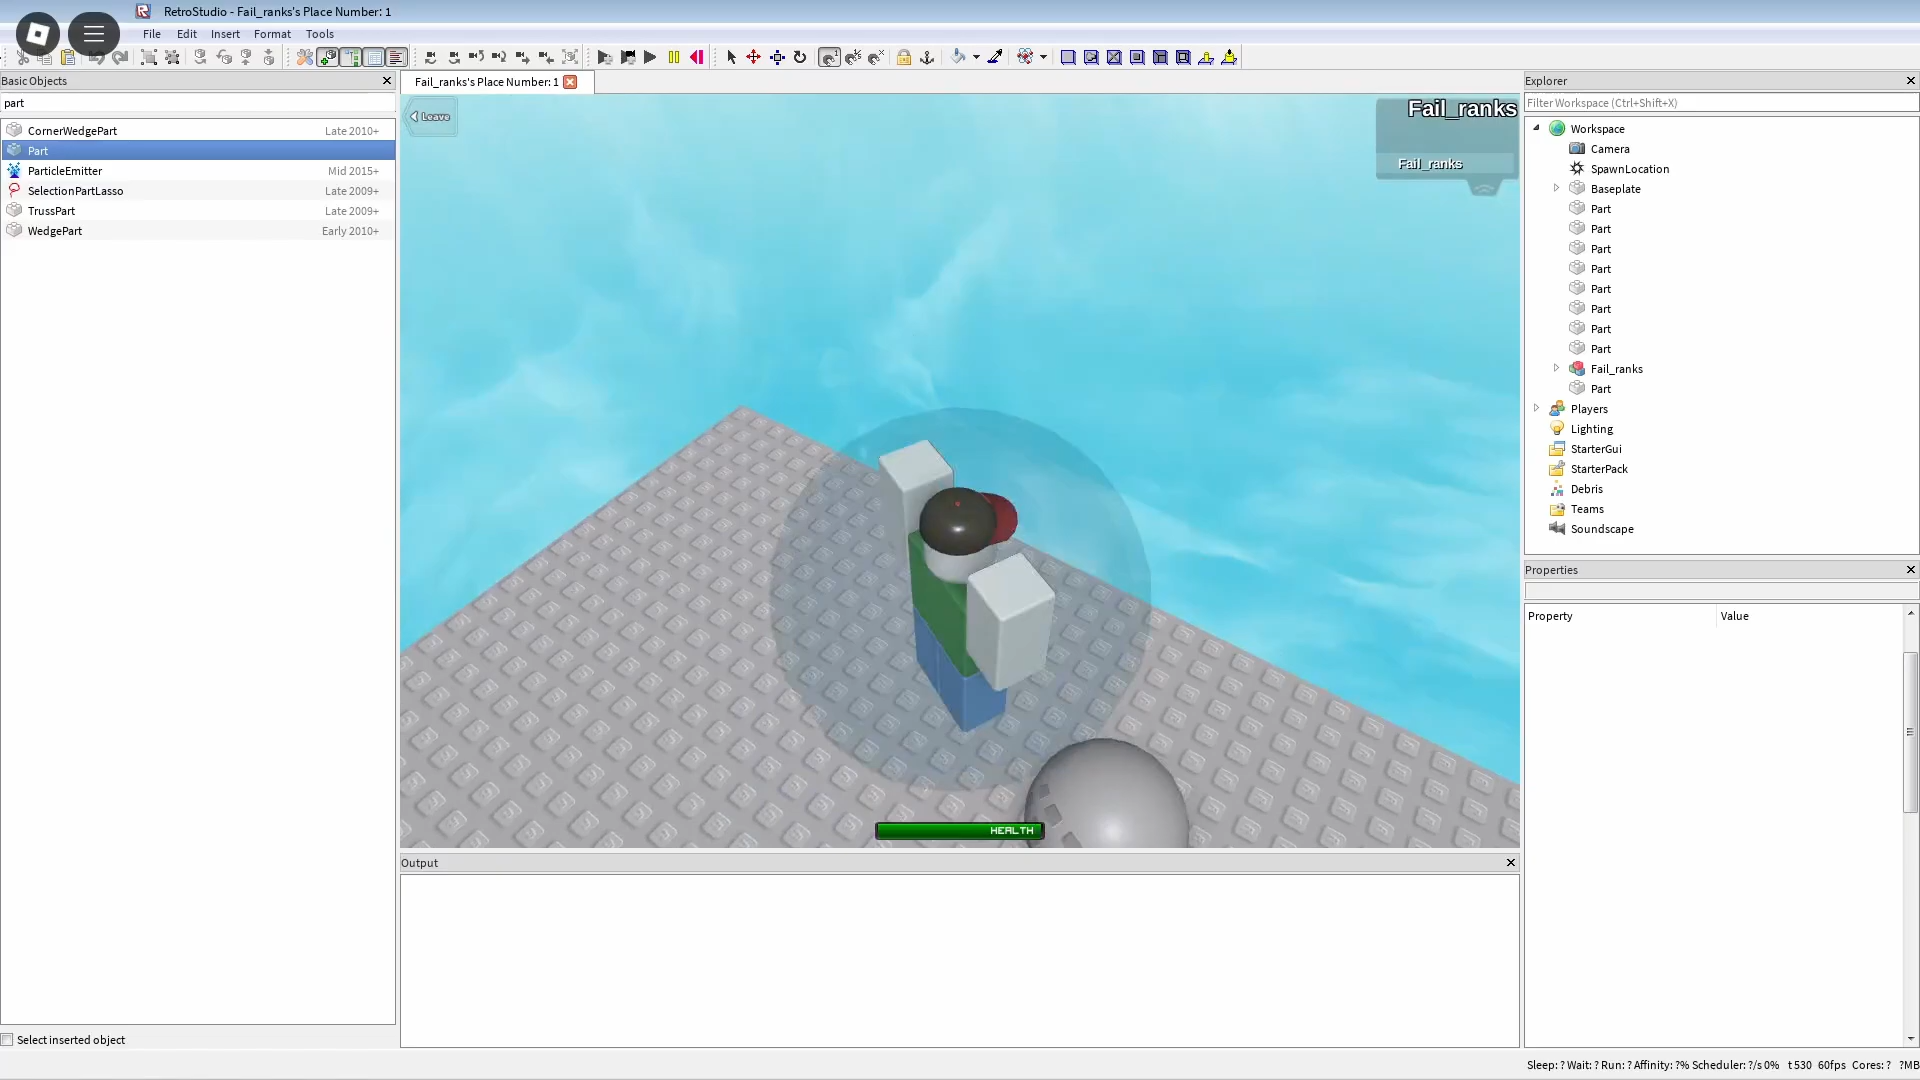 RetroStudio - Fail_ranks's Place Number: 1
File Edit Insert Format Tools
Basic Objects
part
CornerWedgePart Late 2010+
Part
ParticleEmitter Mid 2015+
SelectionPartLasso Late 2009+
TrussPart Late 2009+
WedgePart Early 2010+
Select inserted object
Fail_ranks's Place Number: 1
Leave
Fail_ranks
Fail_ranks
HEALTH
Output
Explorer
Filter Workspace (Ctrl+Shift+X)
Workspace
Camera
SpawnLocation
Baseplate
Part
Part
Part
Part
Part
Part
Part
Part
Fail_ranks
Part
Players
Lighting
StarterGui
StarterPack
Debris
Teams
Soundscape
Properties
Property Value
Sleep: ? Wait: ? Run: ? Affinity: ?% Scheduler: ?/s 0% t 530 60fps Cores: ? ?MB